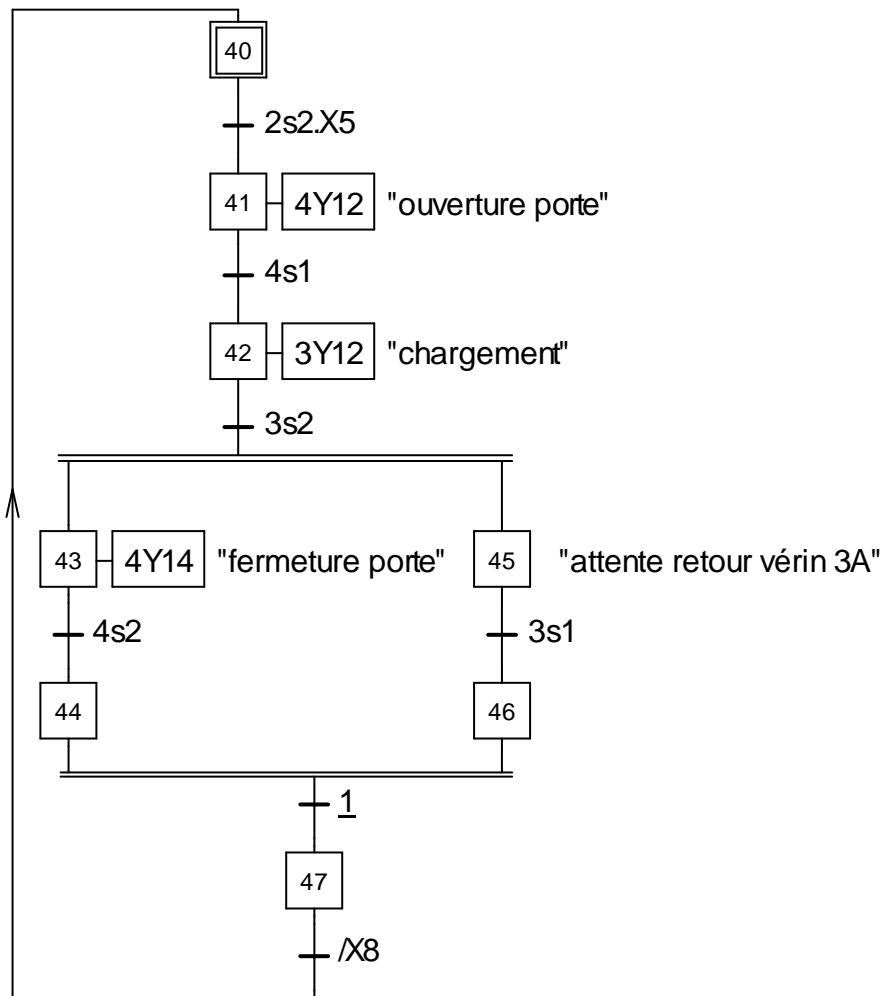 40
2s2.X5
41 4Y12 "ouverture porte"
4s1
42 3Y12 "chargement"
3s2
43 4Y14 "fermeture porte" 45 "attente retour vérin 3A"
4s2 3s1
44 46
1
47
/X8